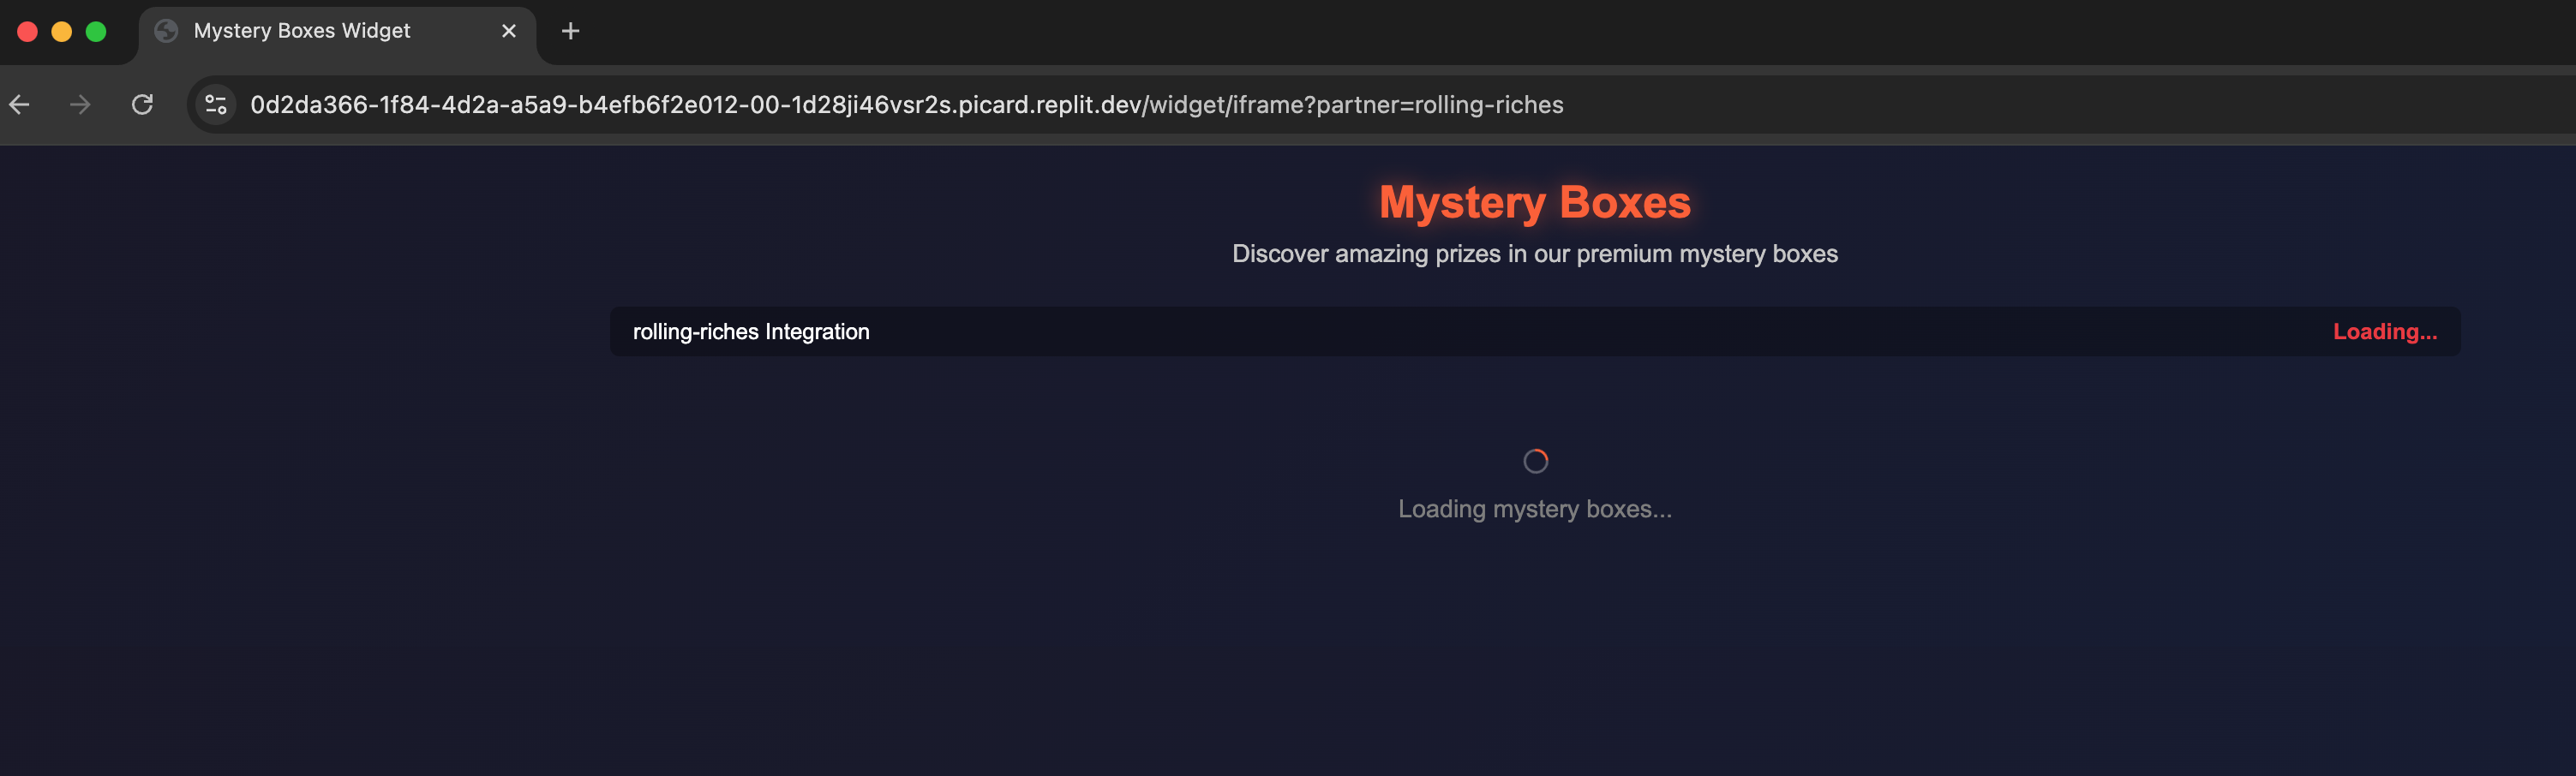 Mystery Boxes Widget
0d2da366-1f84-4d2a-a5a9-b4efb6f2e012-00-1d28ji46vsr2s.picard.replit.dev/widget/iframe?partner=rolling-riches
Mystery Boxes
Discover amazing prizes in our premium mystery boxes
rolling-riches Integration Loading...
Loading mystery boxes...